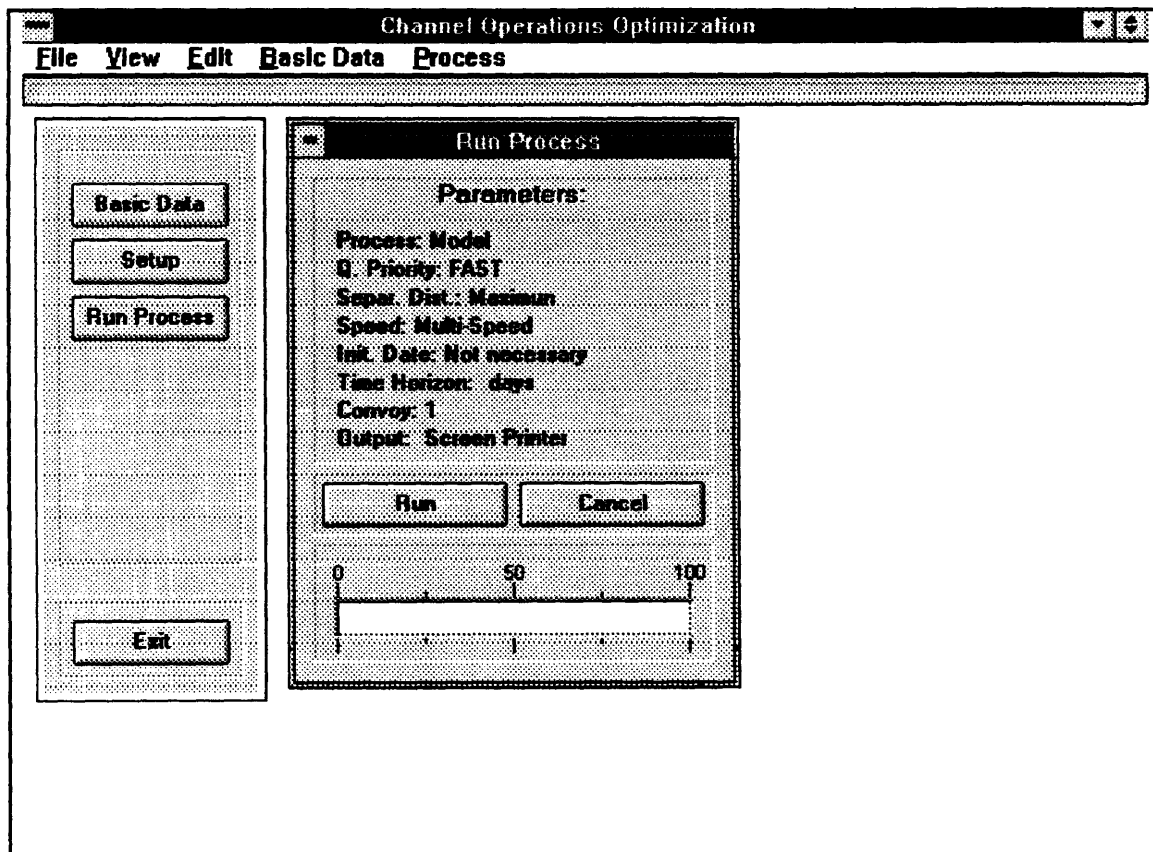 Channel Operations Optimization
File View Edit Basic Data Process
Basic Data
Setup
Run Process
Exit
Run Process
Parameters:
Process: Model
Q. Priority: FAST
Separ. Dist.: Maximun
Speed: Multi-Speed
Init. Date: Not necessary
Time Horizon: days
Convoy: 1
Output: Screen Printer
Run Cancel
0 50 100